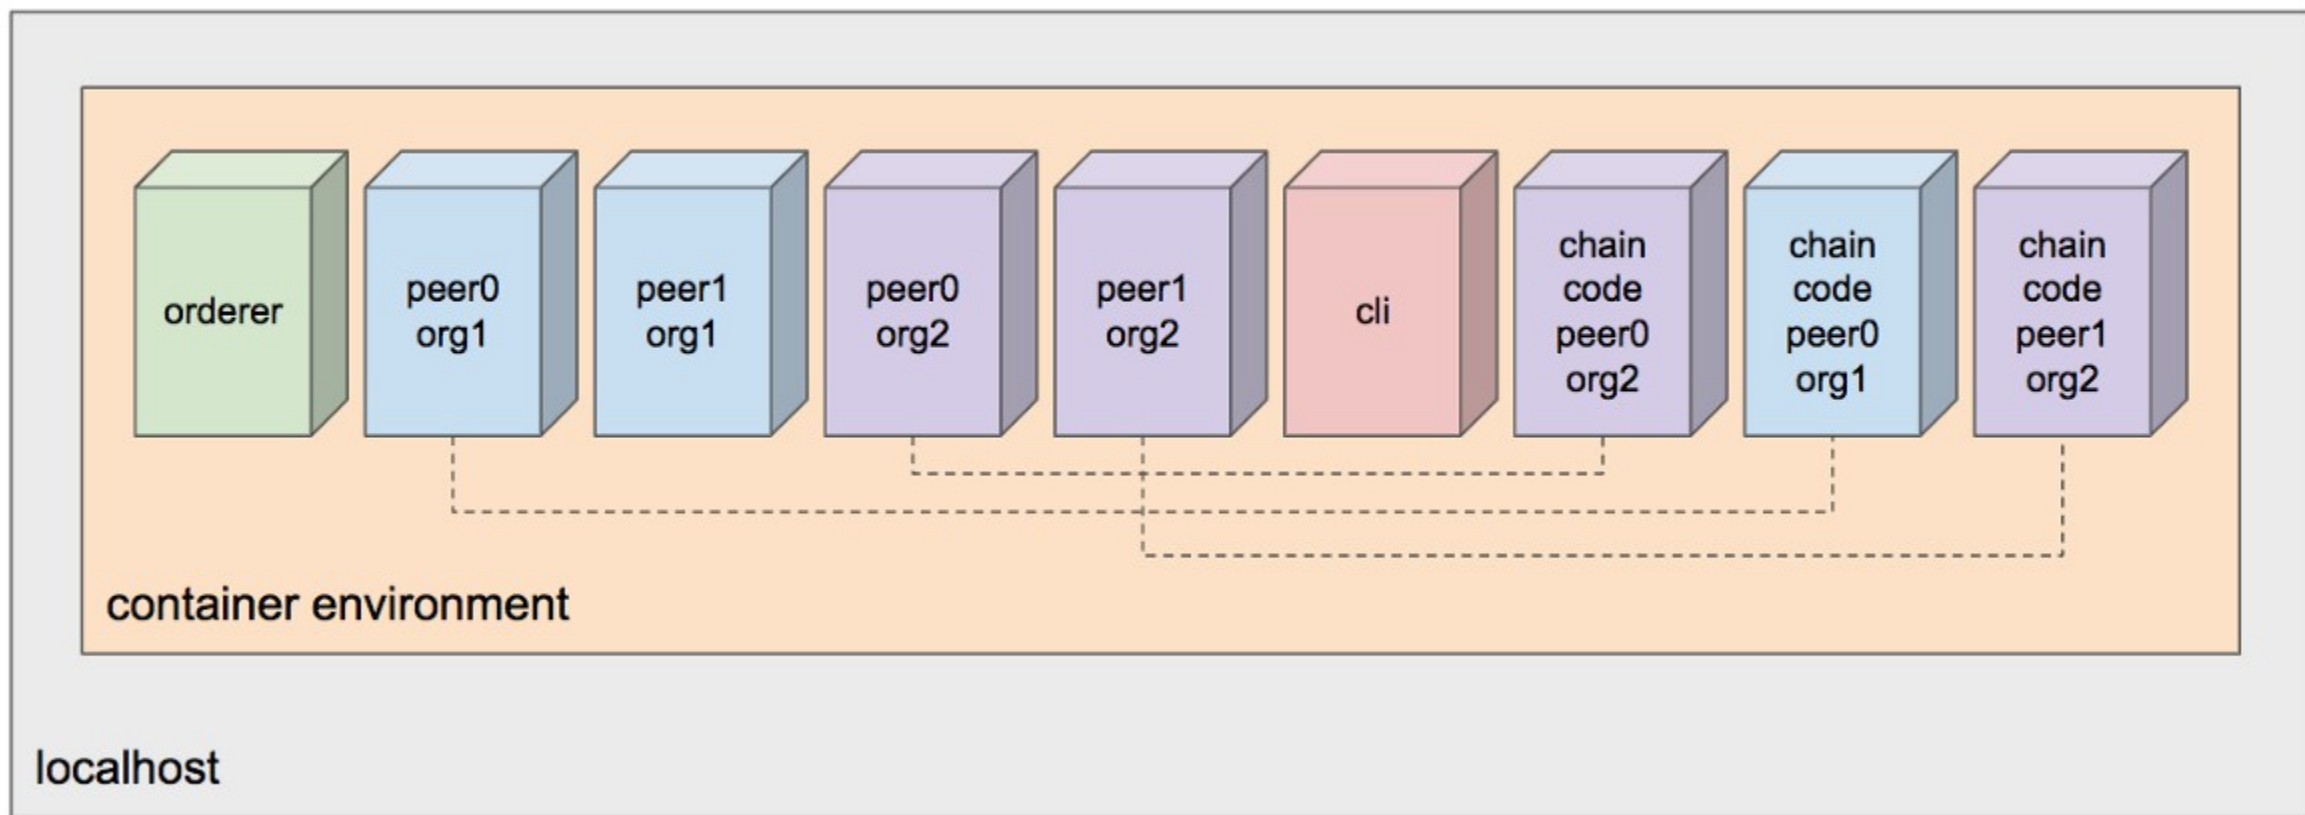 orderer
peer0
org1
peer1
org1
peer0
org2
peer1
org2
cli
chain
code
peer0
org2
chain
code
peer0
org1
chain
code
peer1
org2
container environment
localhost